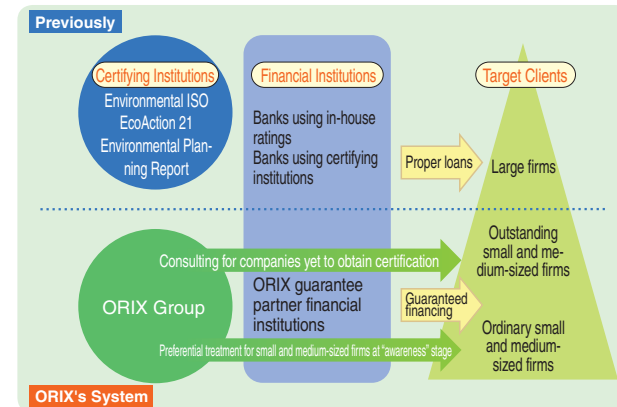 Previously
Certifying Institutions
Environmental ISO
EcoAction 21
Environmental Plan-
ning Report
Financial Institutions
Banks using in-house
ratings
Banks using certifying
institutions
Target Clients
Proper loans
Large firms
Outstanding
small and me-
dium-sized firms
Consulting for companies yet to obtain certification
ORIX Group
ORIX guarantee
partner financial
institutions
Guaranteed
financing
Ordinary small
and medium-
sized firms
Preferential treatment for small and medium-sized firms at "awareness" stage
ORIX's System